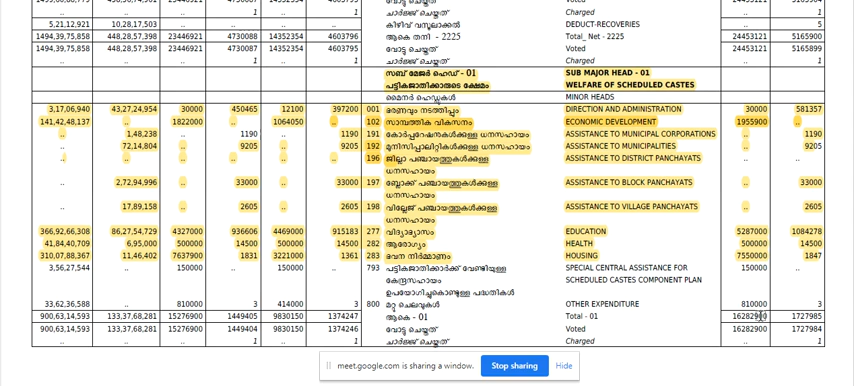 ചാർജ്ജ് ചെയ്തത് Charged
.. .. .. 1 .. 1 ചാർജ്ജ് ചെയ്തത് Charged .. 1
5,21,12,921 10,28,17,503 .. .. .. .. കിഴിവ് വസൂലാക്കൽ DEDUCT-RECOVERIES .. 5
1494,39,75,858 448,28,57,398 23446921 4730088 15424354 4603796 ആകെ തനി - 2225 Total_ Net - 2225 24453121 5165900
1494,39,75,858 448,28,57,398 23446921 4730087 15424354 4603795 വോട്ടു ചെയ്തത് Voted 24453121 5165899
.. .. .. 1 .. 1 ചാർജ്ജ് ചെയ്തത് Charged .. 1
സബ് മേജർ ഹെഡ് - 01 SUB MAJOR HEAD - 01
പട്ടികജാതിക്കാരുടെ ക്ഷേമം WELFARE OF SCHEDULED CASTES
മൈനർ ഹെഡ്ഡുകൾ MINOR HEADS
3,17,06,940 43,27,24,954 30000 450465 12100 397200 001 ഭരണവും നടത്തിപ്പും DIRECTION AND ADMINISTRATION 30000 581357
141,42,48,137 .. 1822000 .. 1064050 .. 102 സാമ്പത്തിക വികസനം ECONOMIC DEVELOPMENT 1955900 ..
.. 1,48,238 .. 1190 .. 1190 191 കോർപ്പറേഷനുകൾക്കുള്ള ധനസഹായം ASSISTANCE TO MUNICIPAL CORPORATIONS .. 1190
.. 72,14,804 .. 9205 .. 9205 192 മുനിസിപ്പാലിറ്റികൾക്കുള്ള ധനസഹായം ASSISTANCE TO MUNICIPALITIES .. 9205
.. .. .. .. .. .. 196 ജില്ലാ പഞ്ചായത്തുകൾക്കുള്ള ASSISTANCE TO DISTRICT PANCHAYATS .. ..
ധനസഹായം
.. 2,72,94,996 .. 33000 .. 33000 197 ബ്ലോക്ക് പഞ്ചായത്തുകൾക്കുള്ള ASSISTANCE TO BLOCK PANCHAYATS .. 33000
ധനസഹായം
.. 17,89,158 .. 2605 .. 2605 198 വില്ലേജ് പഞ്ചായത്തുകൾക്കുള്ള ASSISTANCE TO VILLAGE PANCHAYATS .. 2605
ധനസഹായം
366,92,66,308 86,27,54,729 4327000 936606 4469000 915183 277 വിദ്യാഭ്യാസം EDUCATION 5287000 1084278
41,84,40,709 6,95,000 500000 14500 500000 14500 282 ആരോഗ്യം HEALTH 500000 14500
310,07,88,367 11,46,402 7637900 1831 3221000 1361 283 ഭവന നിർമ്മാണം HOUSING 7550000 1847
3,56,27,544 .. 150000 .. 150000 .. 793 പട്ടികജാതിക്കാർക്ക് വേണ്ടിയുള്ള SPECIAL CENTRAL ASSISTANCE FOR 150000 ..
കേന്ദ്രസഹായം SCHEDULED CASTES COMPONENT PLAN
ഉപയോഗിച്ചുകൊണ്ടുള്ള പദ്ധതികൾ
33,62,36,588 .. 810000 3 414000 3 800 മറ്റു ചെലവുകൾ OTHER EXPENDITURE 810000 3
900,63,14,593 133,37,68,281 15276900 1449405 9830150 1374247 ആകെ - 01 Total - 01 16282900 1727985
900,63,14,593 133,37,68,281 15276900 1449404 9830150 1374246 വോട്ടു ചെയ്തത് Voted 16282900 1727984
.. .. .. 1 .. 1 ചാർജ്ജ് ചെയ്തത് Charged .. 1
meet.google.com is sharing a window. Stop sharing Hide